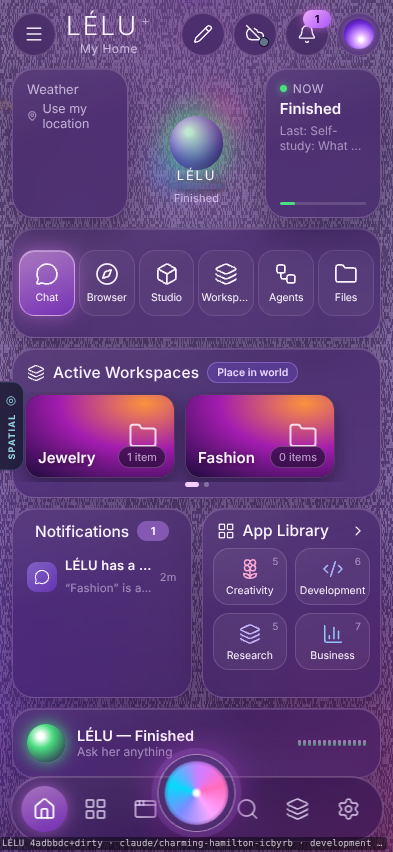 LÉLU +
My Home
1
Weather
Use my
location
LÉLU
Finished
NOW
Finished
Last: Self-
study: What ...
Chat
Browser
Studio
Worksp...
Agents
Files
Active Workspaces
Place in world
SPATIAL
Jewelry
1 item
Fashion
0 items
Notifications
1
LÉLU has a ...
“Fashion” is a...
2m
App Library
Creativity
5
Development
6
Research
5
Business
7
LÉLU — Finished
Ask her anything
LÉLU 4adbbdc+dirty · claude/charming-hamilton-icbyrb · development …